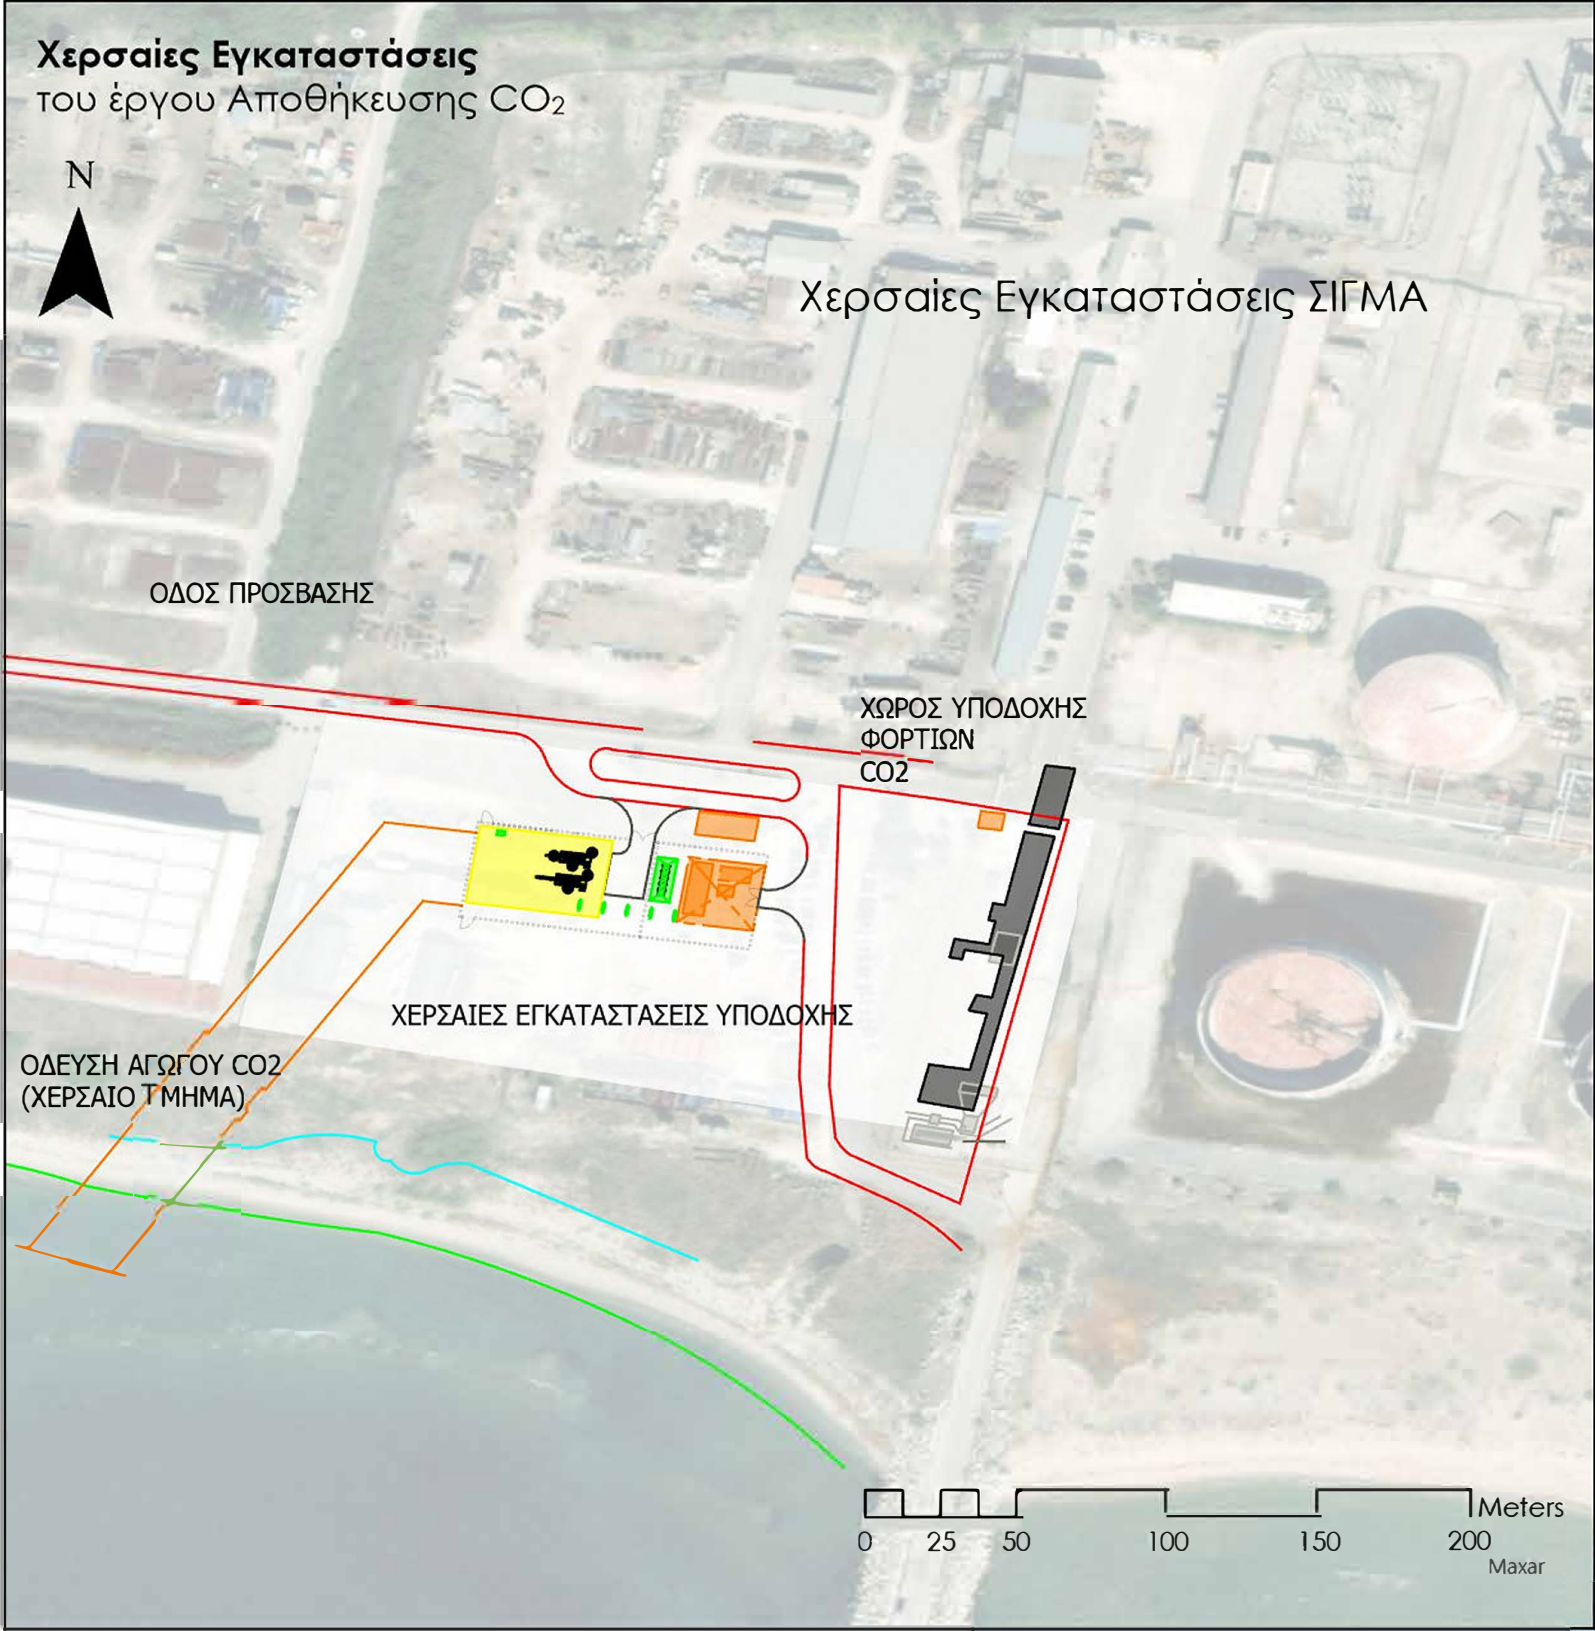 Χερσαίες Εγκαταστάσεις
του έργου Αποθήκευσης CO₂
N
Χερσαίες Εγκαταστάσεις ΣΙΓΜΑ
ΟΔΟΣ ΠΡΟΣΒΑΣΗΣ
ΧΩΡΟΣ ΥΠΟΔΟΧΗΣ
ΦΟΡΤΙΩΝ
CO2
ΧΕΡΣΑΙΕΣ ΕΓΚΑΤΑΣΤΑΣΕΙΣ ΥΠΟΔΟΧΗΣ
ΟΔΕΥΣΗ ΑΓΩΓΟΥ CO2
(ΧΕΡΣΑΙΟ ΤΜΗΜΑ)
Meters
0 25 50 100 150 200
Maxar